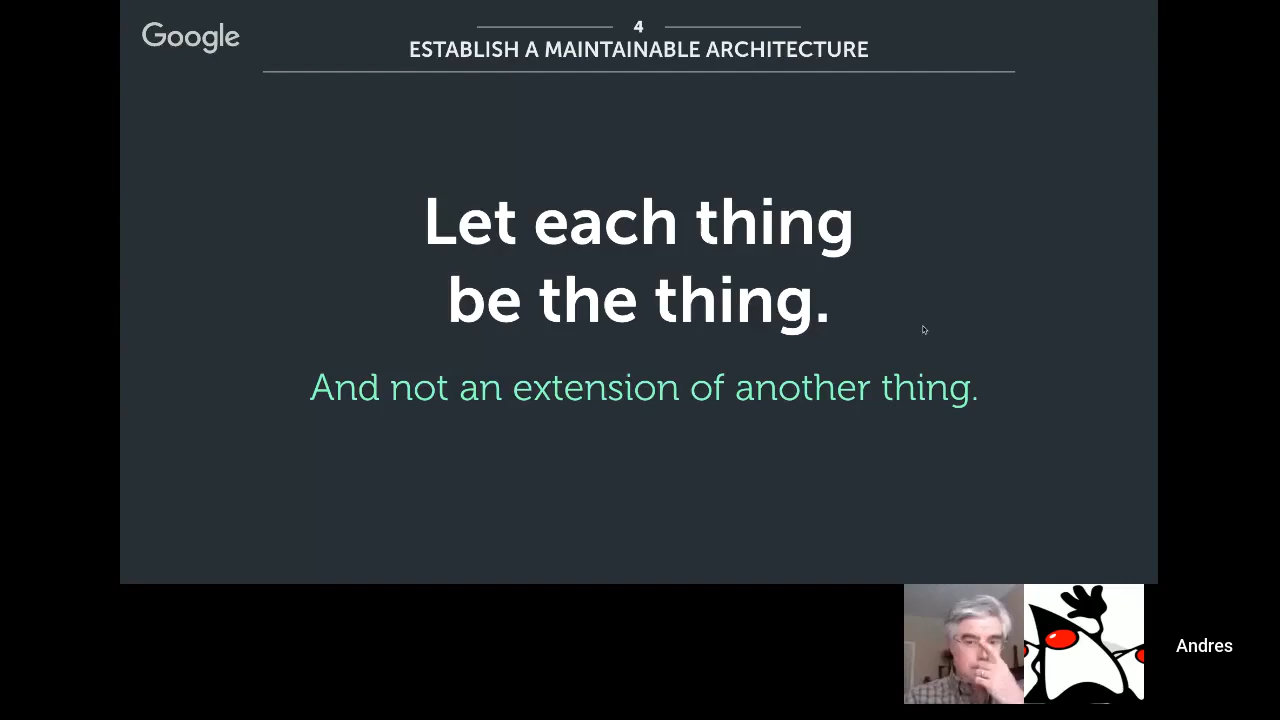 Google
4
ESTABLISH A MAINTAINABLE ARCHITECTURE
Let each thing
be the thing.
And not an extension of another thing.
Andres